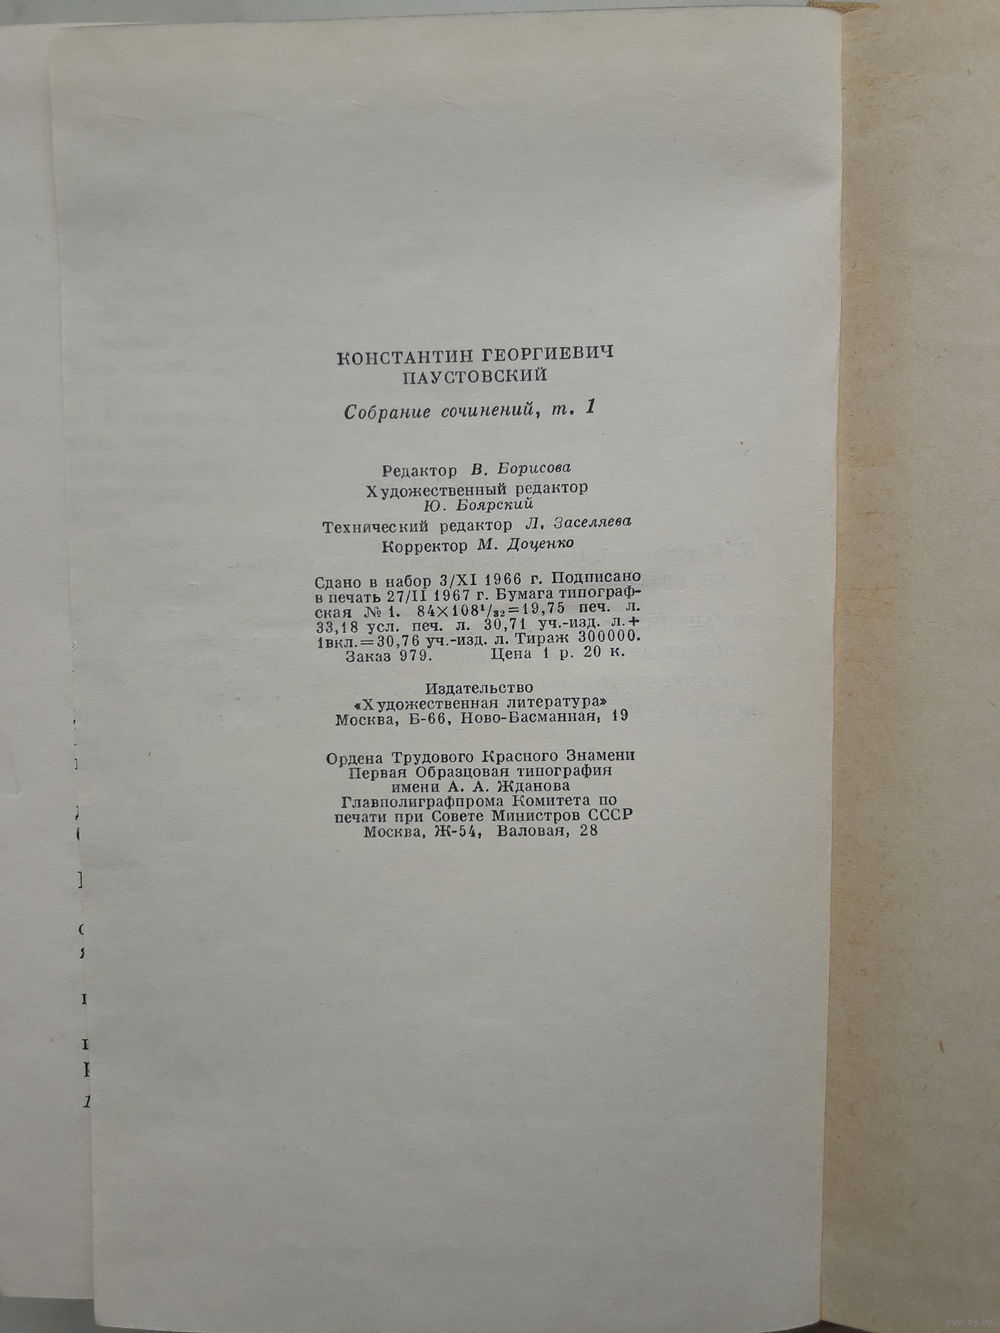 КОНСТАНТИН ГЕОРГИЕВИЧ
ПАУСТОВСКИЙ
Собрание сочинений, т. 1
Редактор В. Борисова
Художественный редактор
Ю. Боярский
Технический редактор Л. Заселяева
Корректор М. Доценко
Сдано в набор 3/XI 1966 г. Подписано
в печать 27/II 1967 г. Бумага типограф-
ская № 1. 84×108¹/₃₂=19,75 печ. л.
33,18 усл. печ. л. 30,71 уч.-изд. л.+
1вкл.=30,76 уч.-изд. л. Тираж 300000.
Заказ 979. Цена 1 р. 20 к.
Издательство
«Художественная литература»
Москва, Б-66, Ново-Басманная, 19
Ордена Трудового Красного Знамени
Первая Образцовая типография
имени А. А. Жданова
Главполиграфпрома Комитета по
печати при Совете Министров СССР
Москва, Ж-54, Валовая, 28
www.ay.by